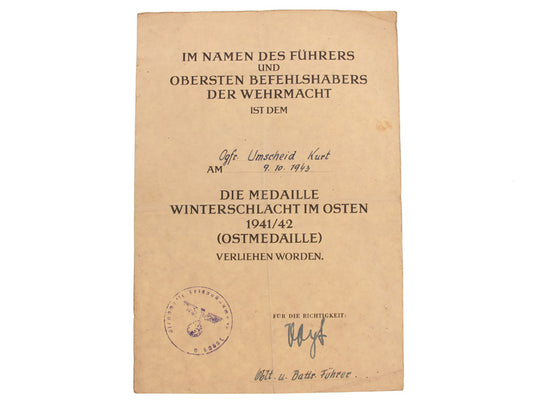 IM NAMEN DES FÜHRERS
UND
OBERSTEN BEFEHLSHABERS
DER WEHRMACHT
IST DEM
Ogfr. Umscheid Kurt
AM 9. 10. 1943
DIE MEDAILLE
WINTERSCHLACHT IM OSTEN
1941/42
(OSTMEDAILLE)
VERLIEHEN WORDEN.
FÜR DIE RICHTIGKEIT:
u. Battr. Führer